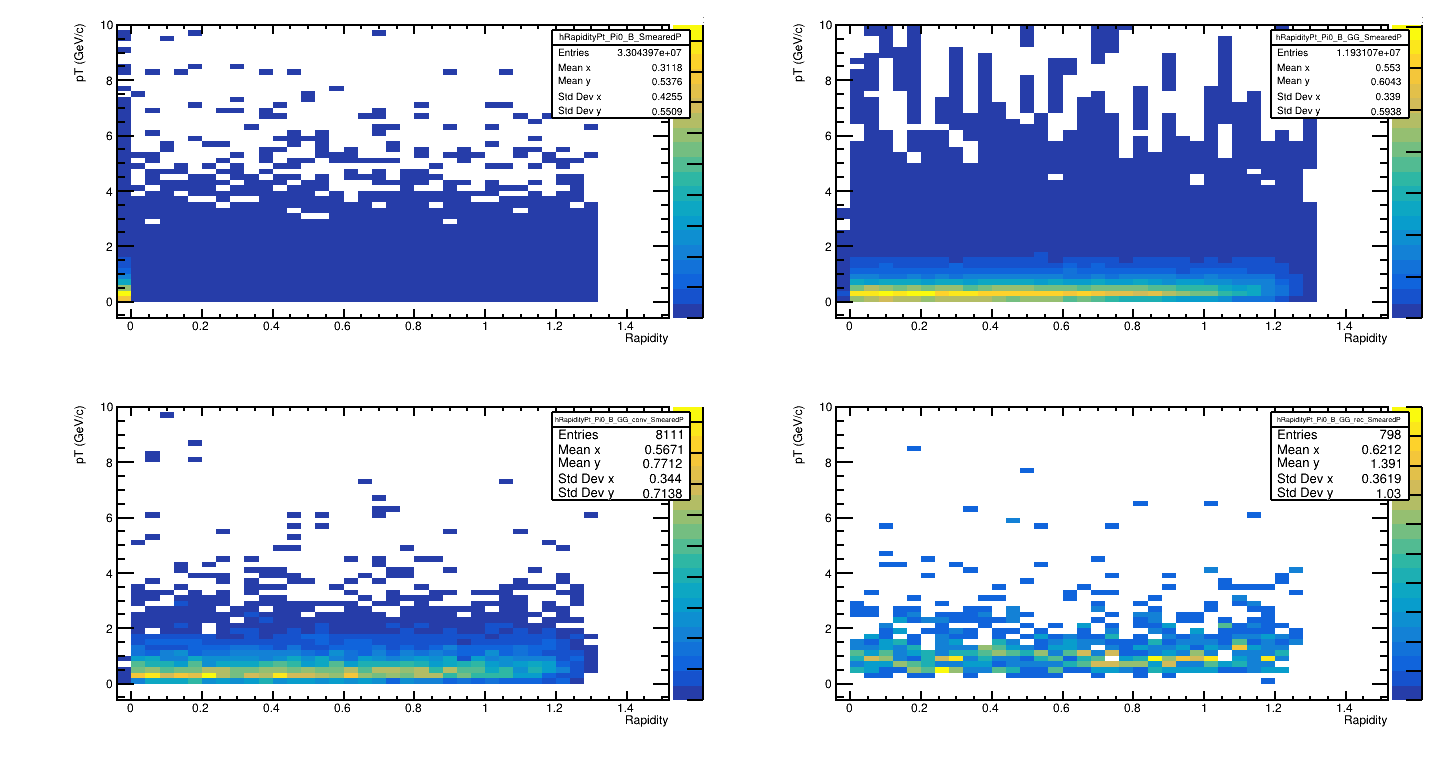 hRapidityPt_Pi0_B_SmearedP
Entries 3.304397e+07
Mean x 0.3118
Mean y 0.5376
Std Dev x 0.4255
Std Dev y 0.5509
pT (GeV/c)
10
8
6
4
2
0
0 0.2 0.4 0.6 0.8 1 1.2 1.4
Rapidity
hRapidityPt_Pi0_B_GG_SmearedP
Entries 1.193107e+07
Mean x 0.553
Mean y 0.6043
Std Dev x 0.339
Std Dev y 0.5938
pT (GeV/c)
10
8
6
4
2
0
0 0.2 0.4 0.6 0.8 1 1.2 1.4
Rapidity
hRapidityPt_Pi0_B_GG_conv_SmearedP
Entries 8111
Mean x 0.5671
Mean y 0.7712
Std Dev x 0.344
Std Dev y 0.7138
pT (GeV/c)
10
8
6
4
2
0
0 0.2 0.4 0.6 0.8 1 1.2 1.4
Rapidity
hRapidityPt_Pi0_B_GG_rec_SmearedP
Entries 798
Mean x 0.6212
Mean y 1.391
Std Dev x 0.3619
Std Dev y 1.03
pT (GeV/c)
10
8
6
4
2
0
0 0.2 0.4 0.6 0.8 1 1.2 1.4
Rapidity